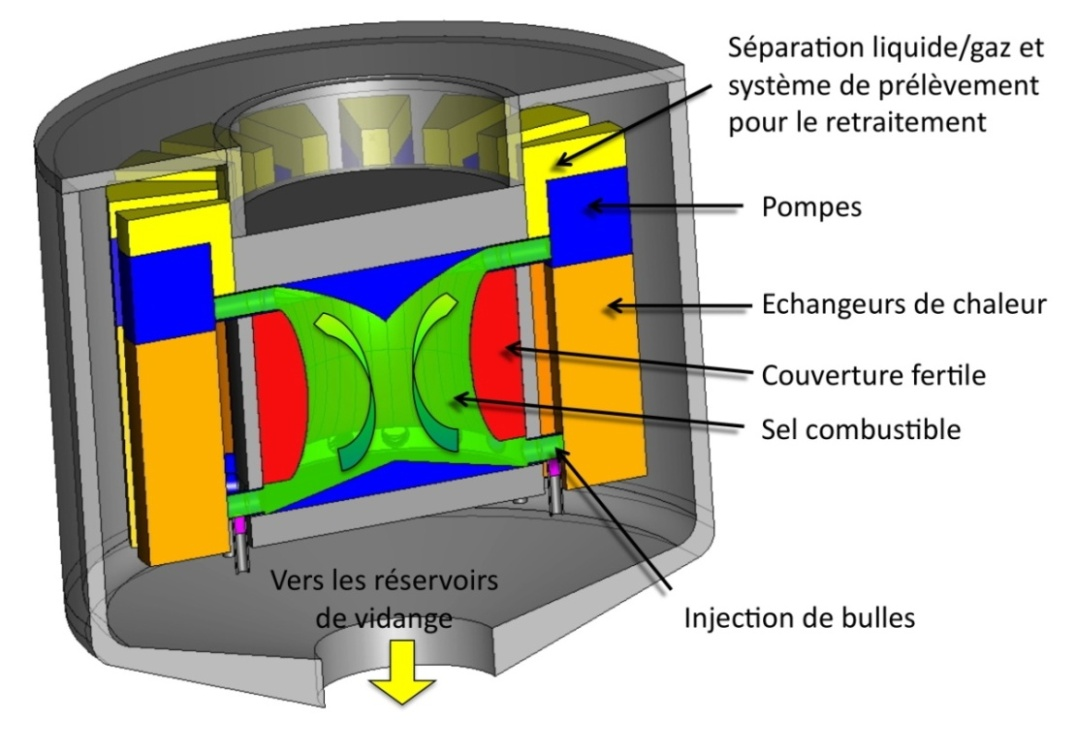 Séparation liquide/gaz et
système de prélèvement
pour le retraitement
Pompes
Echangeurs de chaleur
Couverture fertile
Sel combustible
Injection de bulles
Vers les réservoirs
de vidange